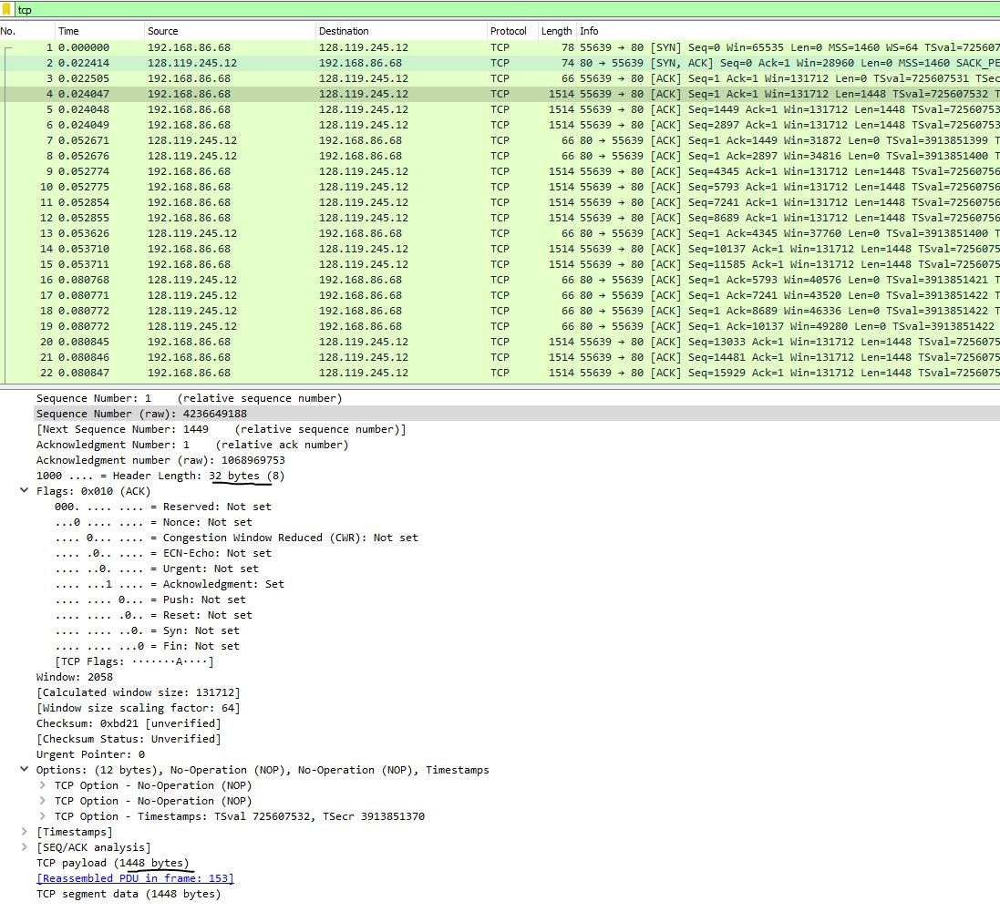 tcp
No. Time Source Destination Protocol Length Info
1 0.000000 192.168.86.68 128.119.245.12 TCP 78 55639 → 80 [SYN] Seq=0 Win=65535 Len=0 MSS=1460 WS=64 TSval=725607
2 0.022414 128.119.245.12 192.168.86.68 TCP 74 80 → 55639 [SYN, ACK] Seq=0 Ack=1 Win=28960 Len=0 MSS=1460 SACK_PE
3 0.022505 192.168.86.68 128.119.245.12 TCP 66 55639 → 80 [ACK] Seq=1 Ack=1 Win=131712 Len=0 TSval=725607531 TSec
4 0.024047 192.168.86.68 128.119.245.12 TCP 1514 55639 → 80 [ACK] Seq=1 Ack=1 Win=131712 Len=1448 TSval=725607532 T
5 0.024048 192.168.86.68 128.119.245.12 TCP 1514 55639 → 80 [ACK] Seq=1449 Ack=1 Win=131712 Len=1448 TSval=72560753
6 0.024049 192.168.86.68 128.119.245.12 TCP 1514 55639 → 80 [ACK] Seq=2897 Ack=1 Win=131712 Len=1448 TSval=72560753
7 0.052671 128.119.245.12 192.168.86.68 TCP 66 80 → 55639 [ACK] Seq=1 Ack=1449 Win=31872 Len=0 TSval=3913851399 T
8 0.052676 128.119.245.12 192.168.86.68 TCP 66 80 → 55639 [ACK] Seq=1 Ack=2897 Win=34816 Len=0 TSval=3913851400 T
9 0.052774 192.168.86.68 128.119.245.12 TCP 1514 55639 → 80 [ACK] Seq=4345 Ack=1 Win=131712 Len=1448 TSval=72560756
10 0.052775 192.168.86.68 128.119.245.12 TCP 1514 55639 → 80 [ACK] Seq=5793 Ack=1 Win=131712 Len=1448 TSval=72560756
11 0.052854 192.168.86.68 128.119.245.12 TCP 1514 55639 → 80 [ACK] Seq=7241 Ack=1 Win=131712 Len=1448 TSval=72560756
12 0.052855 192.168.86.68 128.119.245.12 TCP 1514 55639 → 80 [ACK] Seq=8689 Ack=1 Win=131712 Len=1448 TSval=72560756
13 0.053626 128.119.245.12 192.168.86.68 TCP 66 80 → 55639 [ACK] Seq=1 Ack=4345 Win=37760 Len=0 TSval=3913851400 T
14 0.053710 192.168.86.68 128.119.245.12 TCP 1514 55639 → 80 [ACK] Seq=10137 Ack=1 Win=131712 Len=1448 TSval=7256075
15 0.053711 192.168.86.68 128.119.245.12 TCP 1514 55639 → 80 [ACK] Seq=11585 Ack=1 Win=131712 Len=1448 TSval=7256075
16 0.080768 128.119.245.12 192.168.86.68 TCP 66 80 → 55639 [ACK] Seq=1 Ack=5793 Win=40576 Len=0 TSval=3913851421 T
17 0.080771 128.119.245.12 192.168.86.68 TCP 66 80 → 55639 [ACK] Seq=1 Ack=7241 Win=43520 Len=0 TSval=3913851422 T
18 0.080772 128.119.245.12 192.168.86.68 TCP 66 80 → 55639 [ACK] Seq=1 Ack=8689 Win=46336 Len=0 TSval=3913851422 T
19 0.080772 128.119.245.12 192.168.86.68 TCP 66 80 → 55639 [ACK] Seq=1 Ack=10137 Win=49280 Len=0 TSval=3913851422
20 0.080845 192.168.86.68 128.119.245.12 TCP 1514 55639 → 80 [ACK] Seq=13033 Ack=1 Win=131712 Len=1448 TSval=7256075
21 0.080846 192.168.86.68 128.119.245.12 TCP 1514 55639 → 80 [ACK] Seq=14481 Ack=1 Win=131712 Len=1448 TSval=7256075
22 0.080847 192.168.86.68 128.119.245.12 TCP 1514 55639 → 80 [ACK] Seq=15929 Ack=1 Win=131712 Len=1448 TSval=7256075
Sequence Number: 1 (relative sequence number)
Sequence Number (raw): 4236649188
[Next Sequence Number: 1449 (relative sequence number)]
Acknowledgment Number: 1 (relative ack number)
Acknowledgment number (raw): 1068969753
1000 .... = Header Length: 32 bytes (8)
Flags: 0x010 (ACK)
000. .... .... = Reserved: Not set
...0 .... .... = Nonce: Not set
.... 0... .... = Congestion Window Reduced (CWR): Not set
.... .0.. .... = ECN-Echo: Not set
.... ..0. .... = Urgent: Not set
.... ...1 .... = Acknowledgment: Set
.... .... 0... = Push: Not set
.... .... .0.. = Reset: Not set
.... .... ..0. = Syn: Not set
.... .... ...0 = Fin: Not set
[TCP Flags: ·······A····]
Window: 2058
[Calculated window size: 131712]
[Window size scaling factor: 64]
Checksum: 0xbd21 [unverified]
[Checksum Status: Unverified]
Urgent Pointer: 0
Options: (12 bytes), No-Operation (NOP), No-Operation (NOP), Timestamps
TCP Option - No-Operation (NOP)
TCP Option - No-Operation (NOP)
TCP Option - Timestamps: TSval 725607532, TSecr 3913851370
[Timestamps]
[SEQ/ACK analysis]
TCP payload (1448 bytes)
[Reassembled PDU in frame: 153]
TCP segment data (1448 bytes)